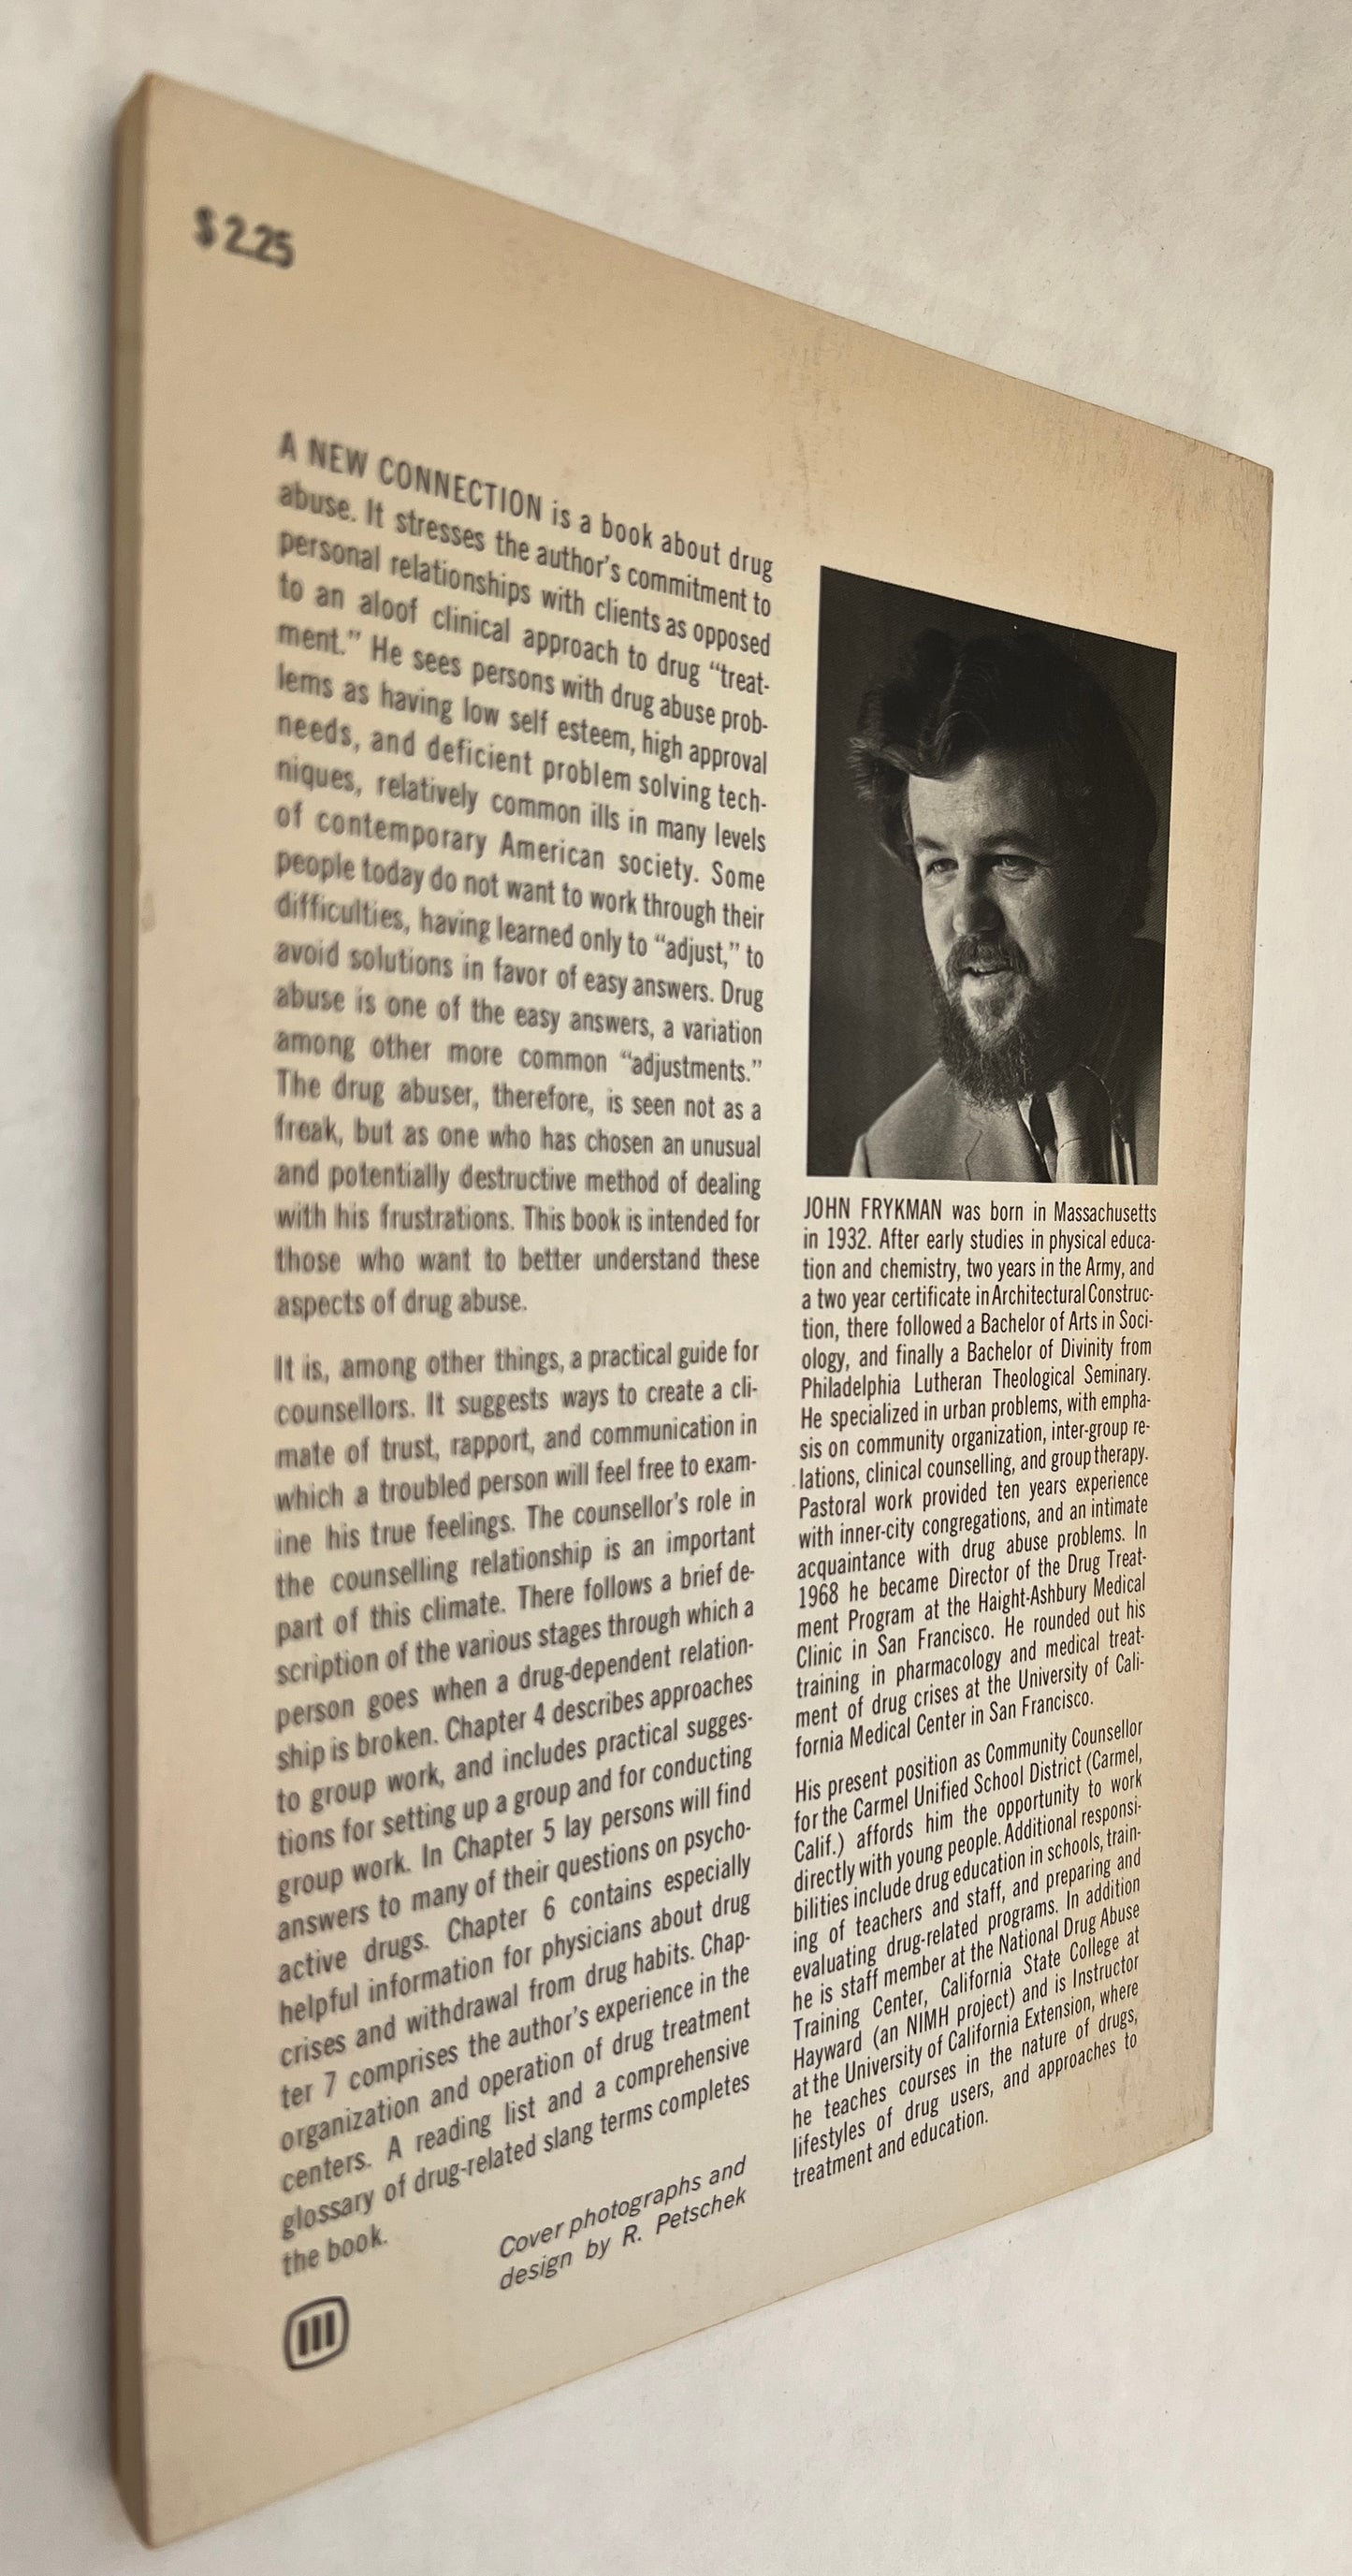 $2.25
A NEW CONNECTION is a book about drug
abuse. It stresses the author's commitment to
personal relationships with clients as opposed
to an aloof clinical approach to drug “treat-
ment.” He sees persons with drug abuse prob-
lems as having low self esteem, high approval
needs, and deficient problem solving tech-
niques, relatively common ills in many levels
of contemporary American society. Some
people today do not want to work through their
difficulties, having learned only to “adjust,” to
avoid solutions in favor of easy answers. Drug
abuse is one of the easy answers, a variation
among other more common “adjustments.”
The drug abuser, therefore, is seen not as a
freak, but as one who has chosen an unusual
and potentially destructive method of dealing
with his frustrations. This book is intended for
those who want to better understand these
aspects of drug abuse.
It is, among other things, a practical guide for
counsellors. It suggests ways to create a cli-
mate of trust, rapport, and communication in
which a troubled person will feel free to exam-
ine his true feelings. The counsellor's role in
the counselling relationship is an important
part of this climate. There follows a brief de-
scription of the various stages through which a
person goes when a drug-dependent relation-
ship is broken. Chapter 4 describes approaches
to group work, and includes practical sugges-
tions for setting up a group and for conducting
group work. In Chapter 5 lay persons will find
answers to many of their questions on psycho-
active drugs. Chapter 6 contains especially
helpful information for physicians about drug
crises and withdrawal from drug habits. Chap-
ter 7 comprises the author's experience in the
organization and operation of drug treatment
centers. A reading list and a comprehensive
glossary of drug-related slang terms completes
the book.
Cover photographs and
design by R. Petschek
JOHN FRYKMAN was born in Massachusetts
in 1932. After early studies in physical educa-
tion and chemistry, two years in the Army, and
a two year certificate in Architectural Construc-
tion, there followed a Bachelor of Arts in Soci-
ology, and finally a Bachelor of Divinity from
Philadelphia Lutheran Theological Seminary.
He specialized in urban problems, with empha-
sis on community organization, inter-group re-
lations, clinical counselling, and group therapy.
Pastoral work provided ten years experience
with inner-city congregations, and an intimate
acquaintance with drug abuse problems. In
1968 he became Director of the Drug Treat-
ment Program at the Haight-Ashbury Medical
Clinic in San Francisco. He rounded out his
training in pharmacology and medical treat-
ment of drug crises at the University of Cali-
fornia Medical Center in San Francisco.
His present position as Community Counsellor
for the Carmel Unified School District (Carmel,
Calif.) affords him the opportunity to work
directly with young people. Additional responsi-
bilities include drug education in schools, train-
ing of teachers and staff, and preparing and
evaluating drug-related programs. In addition
he is staff member at the National Drug Abuse
Training Center, California State College at
Hayward (an NIMH project) and is Instructor
at the University of California Extension, where
he teaches courses in the nature of drugs,
lifestyles of drug users, and approaches to
treatment and education.